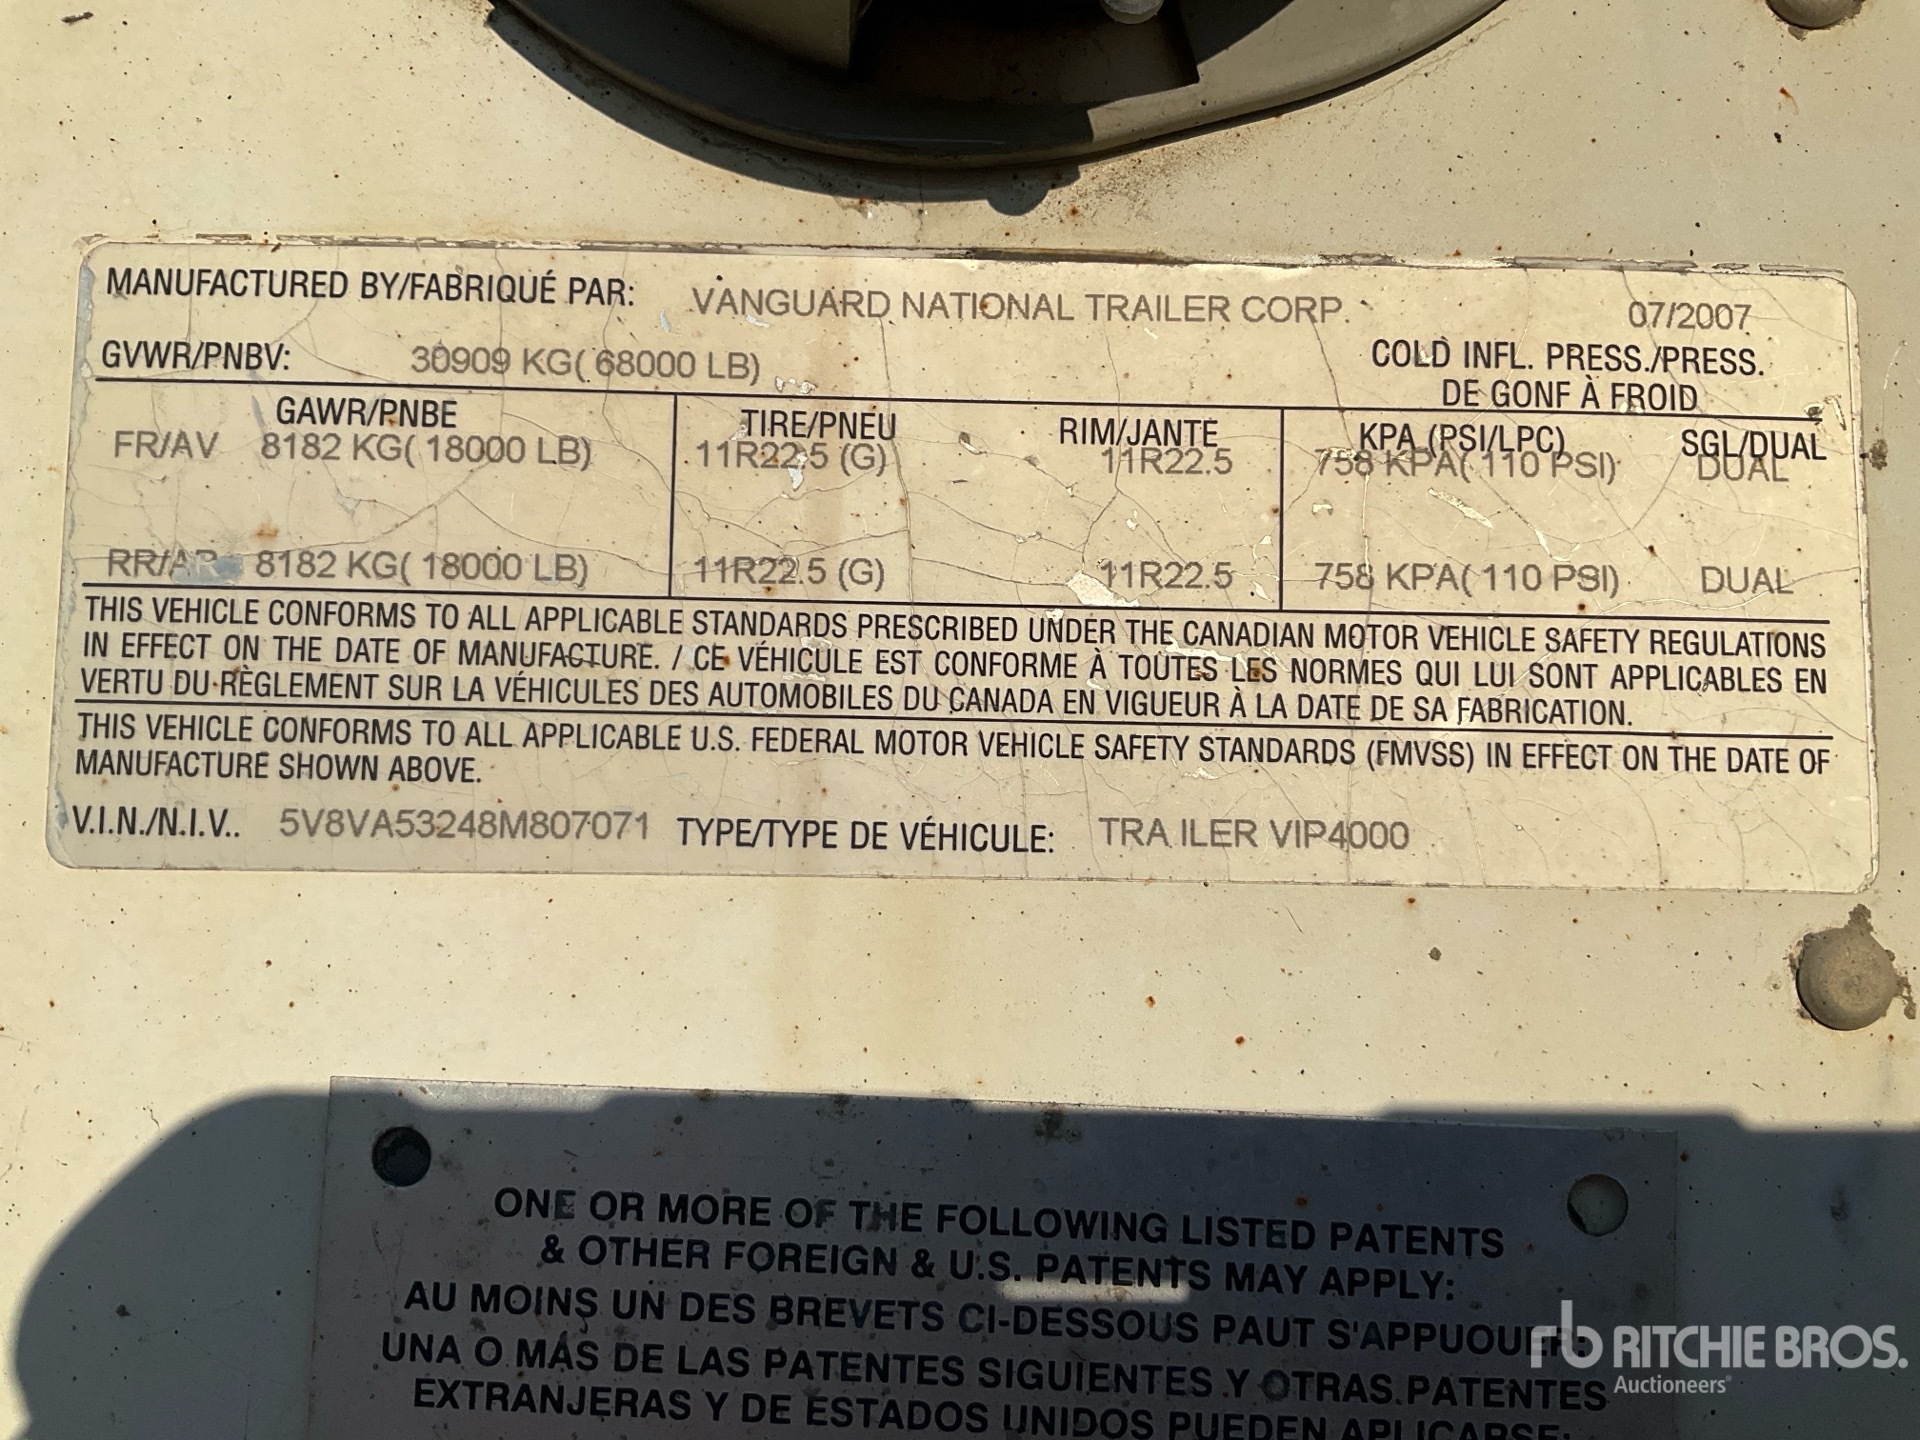 MANUFACTURED BY/FABRIQUÉ PAR: VANGUARD NATIONAL TRAILER CORP. 07/2007
GVWR/PNBV: 30909 KG( 68000 LB) COLD INFL. PRESS./PRESS.
DE GONF À FROID
GAWR/PNBE TIRE/PNEU RIM/JANTE KPA (PSI/LPC) SGL/DUAL
FR/AV 8182 KG( 18000 LB) 11R22.5 (G) 11R22.5 758 KPA( 110 PSI) DUAL
RR/AR 8182 KG( 18000 LB) 11R22.5 (G) 11R22.5 758 KPA( 110 PSI) DUAL
THIS VEHICLE CONFORMS TO ALL APPLICABLE STANDARDS PRESCRIBED UNDER THE CANADIAN MOTOR VEHICLE SAFETY REGULATIONS
IN EFFECT ON THE DATE OF MANUFACTURE. / CE VÉHICULE EST CONFORME À TOUTES LES NORMES QUI LUI SONT APPLICABLES EN
VERTU DU RÈGLEMENT SUR LA VÉHICULES DES AUTOMOBILES DU CANADA EN VIGUEUR À LA DATE DE SA FABRICATION.
THIS VEHICLE CONFORMS TO ALL APPLICABLE U.S. FEDERAL MOTOR VEHICLE SAFETY STANDARDS (FMVSS) IN EFFECT ON THE DATE OF
MANUFACTURE SHOWN ABOVE.
V.I.N./N.I.V.. 5V8VA53248M807071 TYPE/TYPE DE VÉHICULE: TRA ILER VIP4000
ONE OR MORE OF THE FOLLOWING LISTED PATENTS
& OTHER FOREIGN & U.S. PATENTS MAY APPLY:
AU MOINS UN DES BREVETS CI-DESSOUS PAUT S'APPUOUER:
UNA O MÁS DE LAS PATENTES SIGUIENTES Y OTRAS PATENTES
EXTRANJERAS Y DE ESTADOS UNIDOS PUEDEN APLICARSE:
rb RITCHIE BROS.
Auctioneers